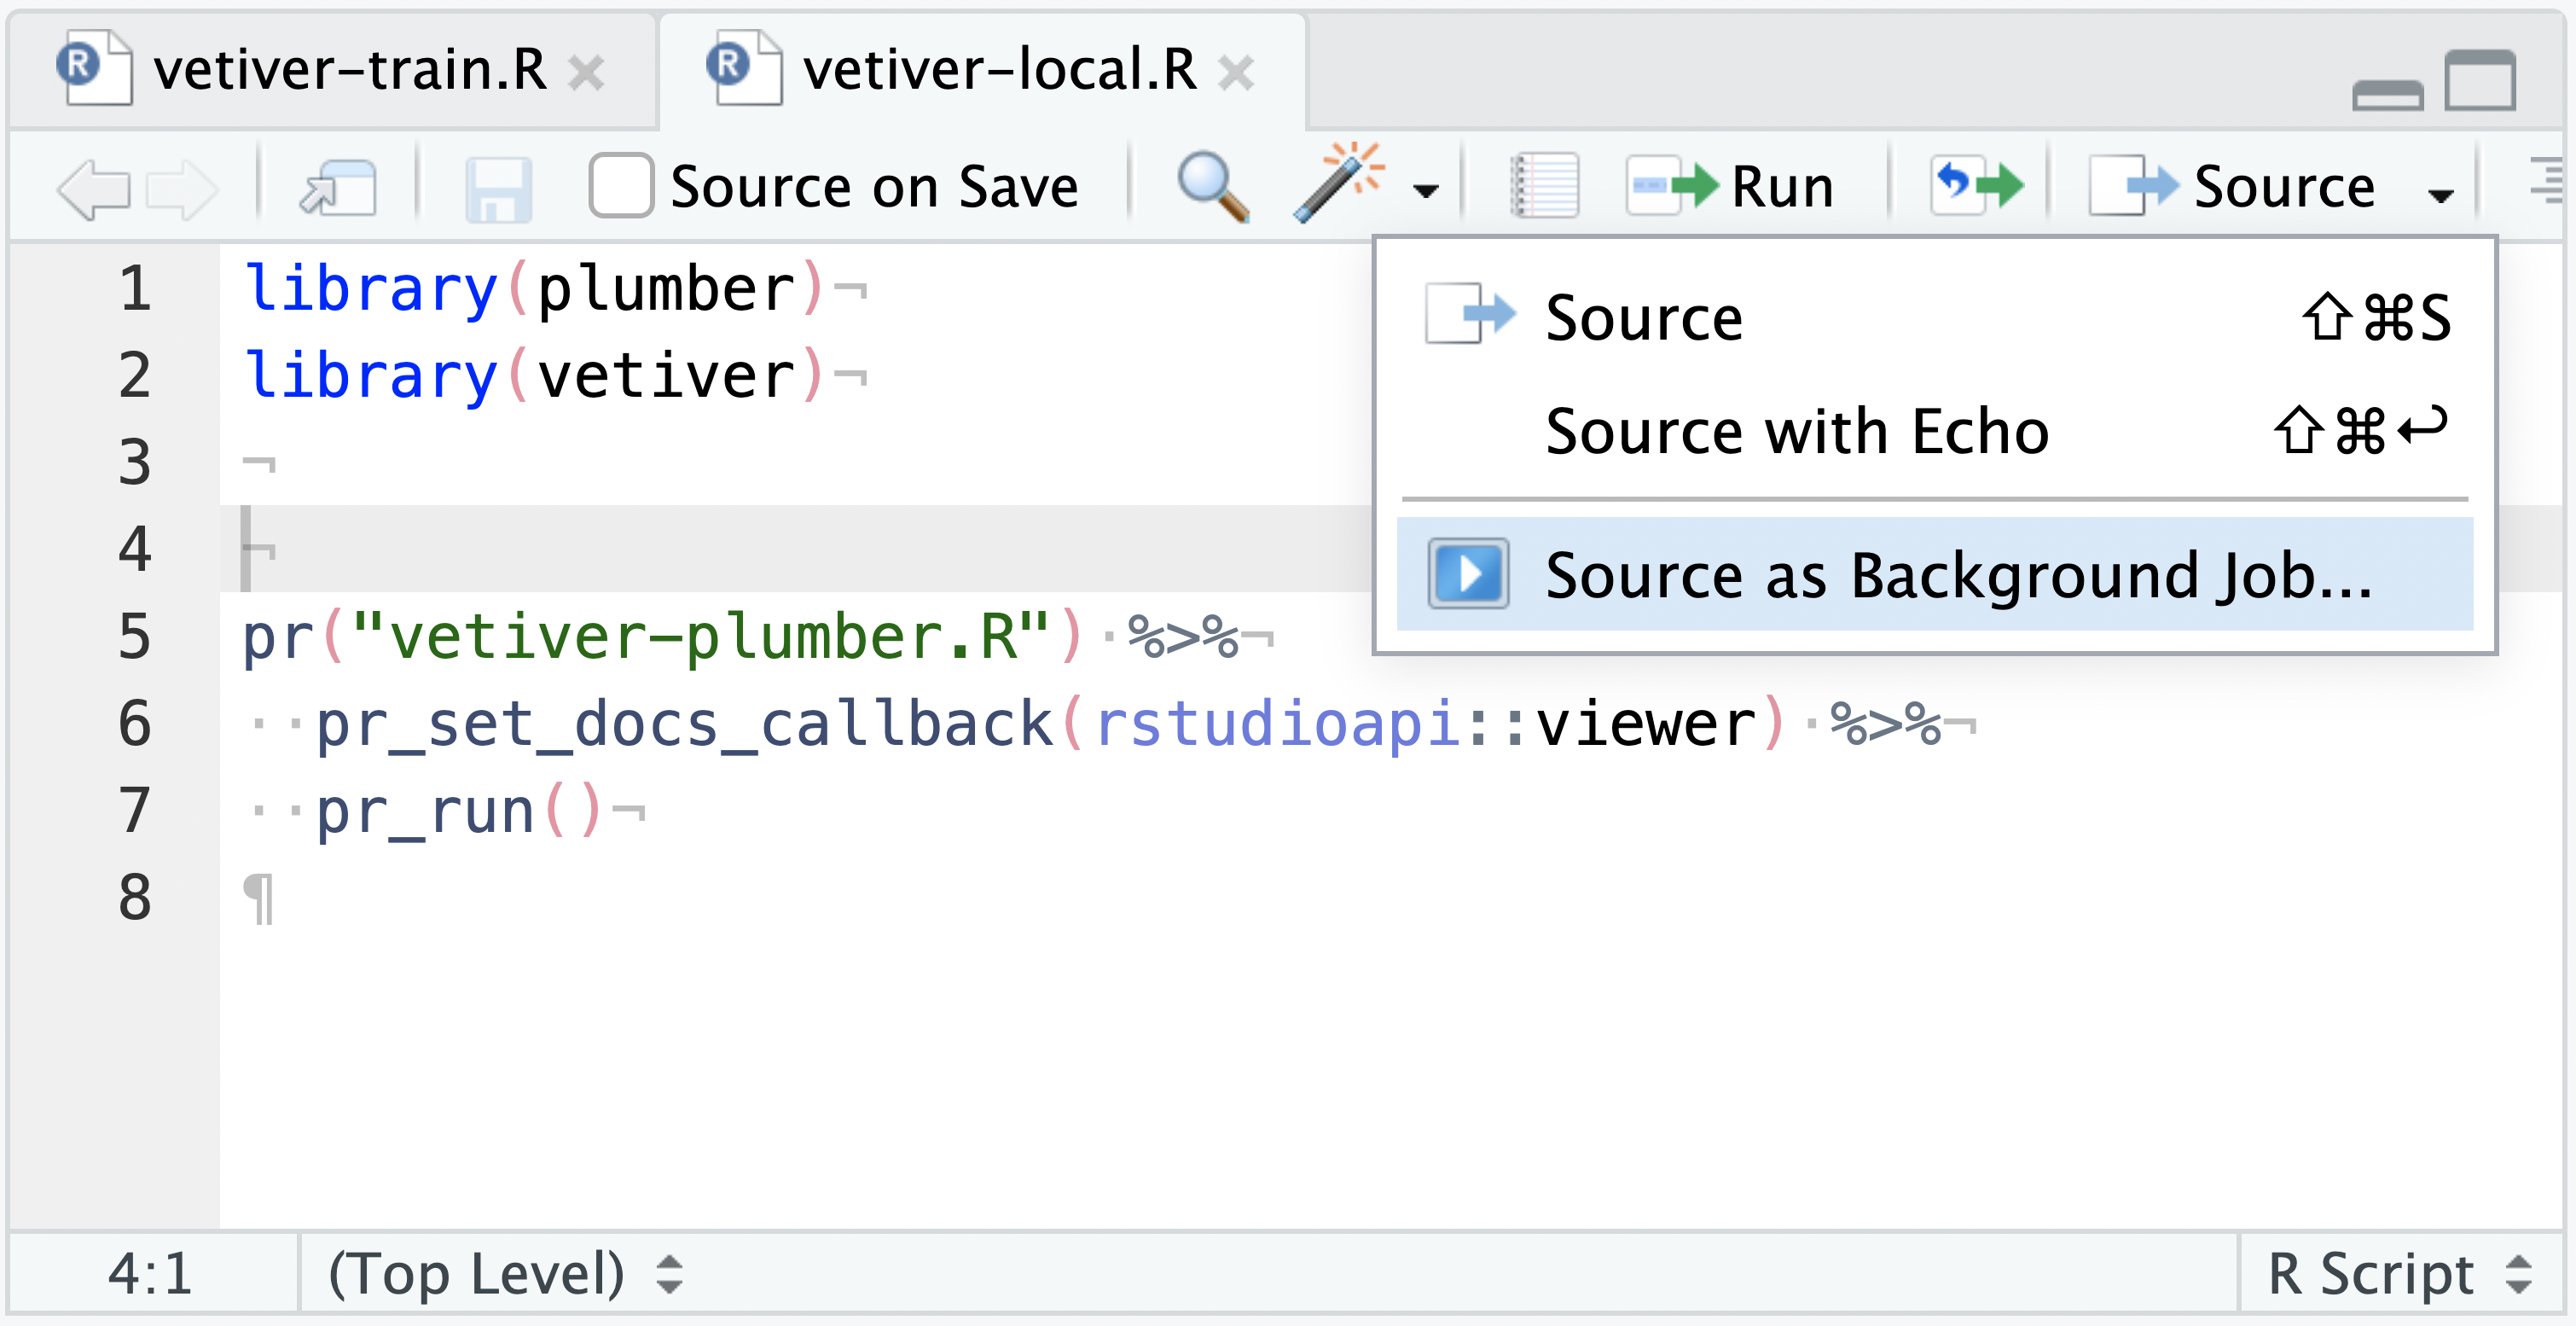 vetiver-train.R vetiver-local.R
Source on Save Run Source
1 library(plumber)¬
2 library(vetiver)¬
3 ¬
4 ¬
5 pr("vetiver-plumber.R")·%>%¬
6 ··pr_set_docs_callback(rstudioapi::viewer)·%>%¬
7 ··pr_run()¬
8 ¶
Source ⇧⌘S
Source with Echo ⇧⌘↩
Source as Background Job...
4:1 (Top Level) R Script